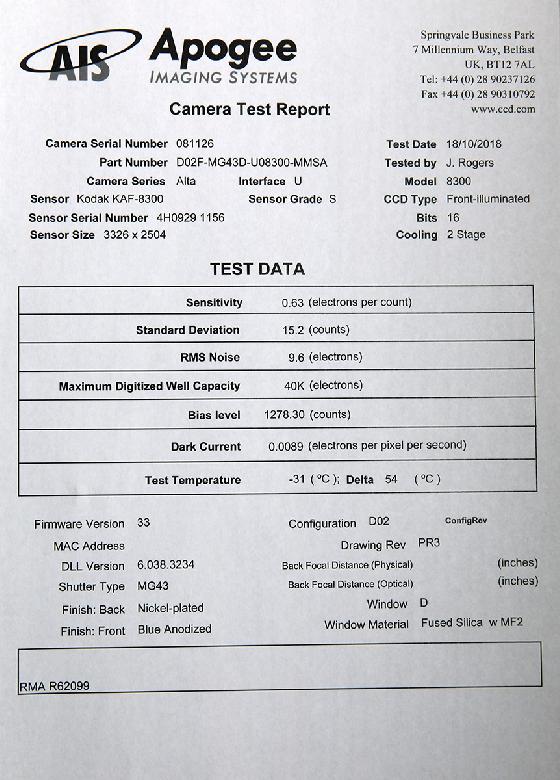 AIS Apogee
IMAGING SYSTEMS
Springvale Business Park
7 Millennium Way, Belfast
UK, BT12 7AL
Tel: +44 (0) 28 90237126
Fax +44 (0) 28 90310792
www.ccd.com
Camera Test Report
Camera Serial Number 081126 Test Date 18/10/2018
Part Number D02F-MG43D-U08300-MMSA Tested by J. Rogers
Camera Series Alta Interface U Model 8300
Sensor Kodak KAF-8300 Sensor Grade S CCD Type Front-illuminated
Sensor Serial Number 4H0929 1156 Bits 16
Sensor Size 3326 x 2504 Cooling 2 Stage
TEST DATA
Sensitivity 0.63 (electrons per count)
Standard Deviation 15.2 (counts)
RMS Noise 9.6 (electrons)
Maximum Digitized Well Capacity 40K (electrons)
Bias level 1278.30 (counts)
Dark Current 0.0089 (electrons per pixel per second)
Test Temperature -31 (ºC); Delta 54 (ºC)
Firmware Version 33 Configuration D02 ConfigRev
MAC Address Drawing Rev PR3
DLL Version 6.038.3234 Back Focal Distance (Physical) (inches)
Shutter Type MG43 Back Focal Distance (Optical) (inches)
Finish: Back Nickel-plated Window D
Finish: Front Blue Anodized Window Material Fused Silica w MF2
RMA R62099